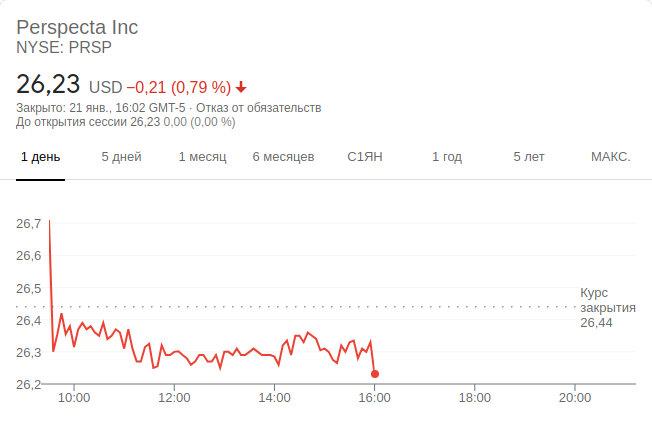 Perspecta Inc
NYSE: PRSP
26,23 USD −0,21 (0,79 %)
Закрыто: 21 янв., 16:02 GMT-5 · Отказ от обязательств
До открытия сессии 26,23 0,00 (0,00 %)
1 день 5 дней 1 месяц 6 месяцев С1ЯН 1 год 5 лет МАКС.
26,7
26,6
26,5
26,4
26,3
26,2
Курс
закрытия
26,44
10:00 12:00 14:00 16:00 18:00 20:00